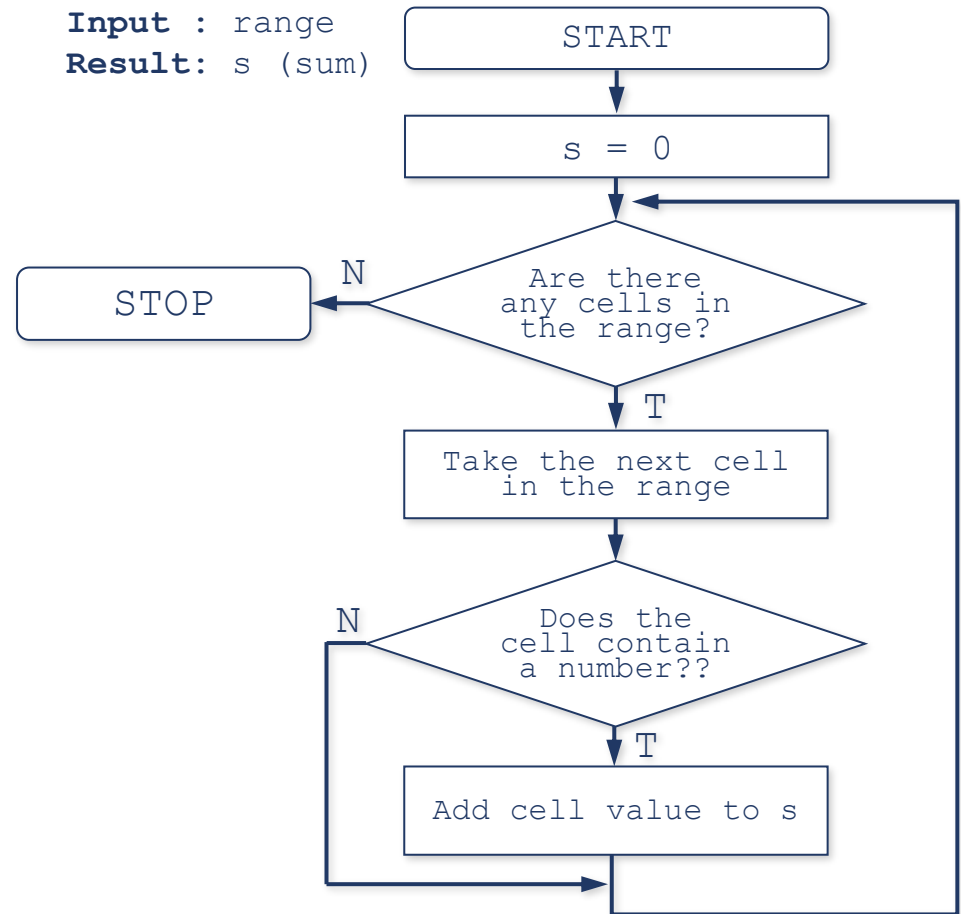 Input : range
Result: s (sum)
START
s = 0
Are there
any cells in
the range?
N
STOP
T
Take the next cell
in the range
Does the
cell contain
a number??
N
T
Add cell value to s